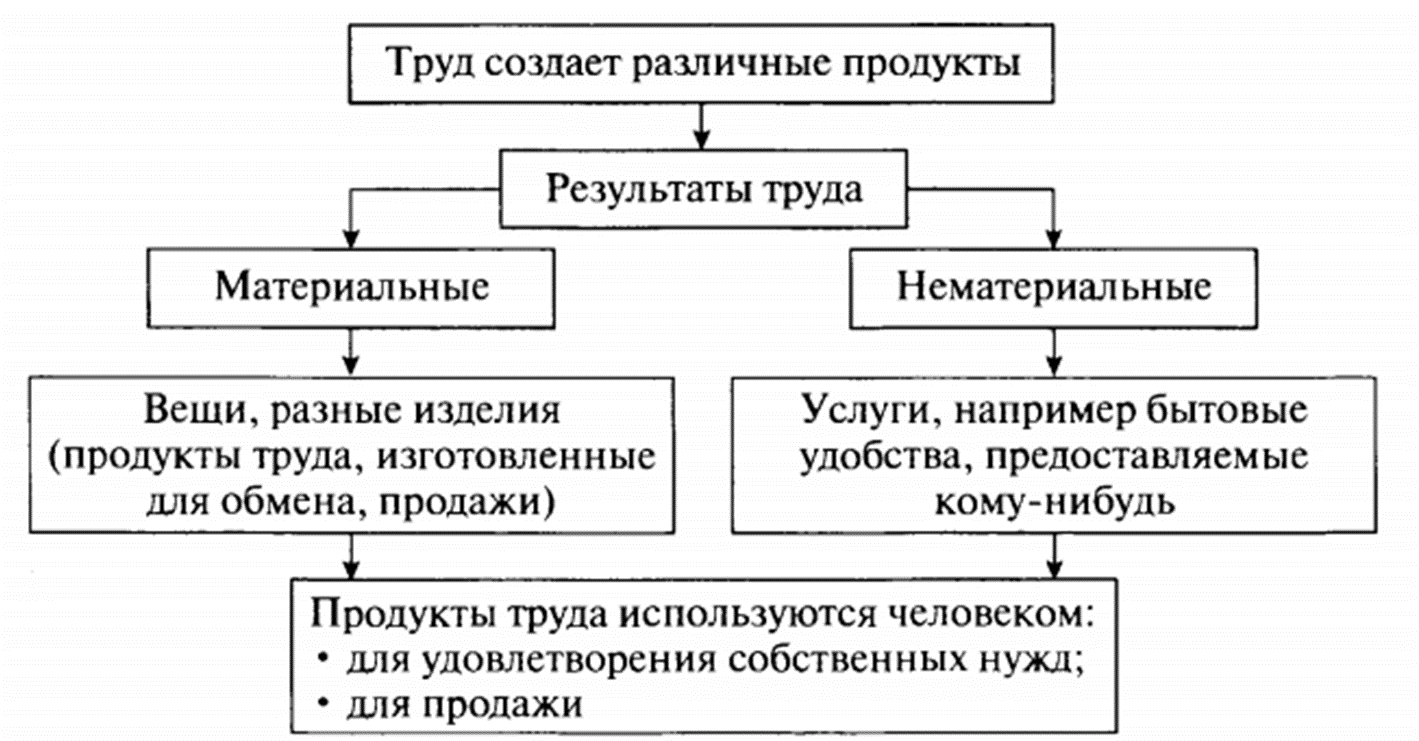 Труд создает различные продукты
Результаты труда
Материальные
Нематериальные
Вещи, разные изделия
(продукты труда, изготовленные
для обмена, продажи)
Услуги, например бытовые
удобства, предоставляемые
кому-нибудь
Продукты труда используются человеком:
• для удовлетворения собственных нужд;
• для продажи